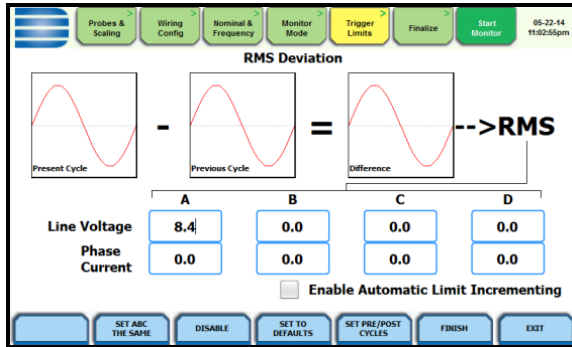 Probes & Scaling
Wiring Config
Nominal & Frequency
Monitor Mode
Trigger Limits
Finalize
Start Monitor
05-22-14
11:02:55pm
RMS Deviation
- = -->RMS
Present Cycle
Previous Cycle
Difference
A B C D
Line Voltage 8.4 0.0 0.0 0.0
Phase Current 0.0 0.0 0.0 0.0
Enable Automatic Limit Incrementing
SET ABC THE SAME
DISABLE
SET TO DEFAULTS
SET PRE/POST CYCLES
FINISH
EXIT